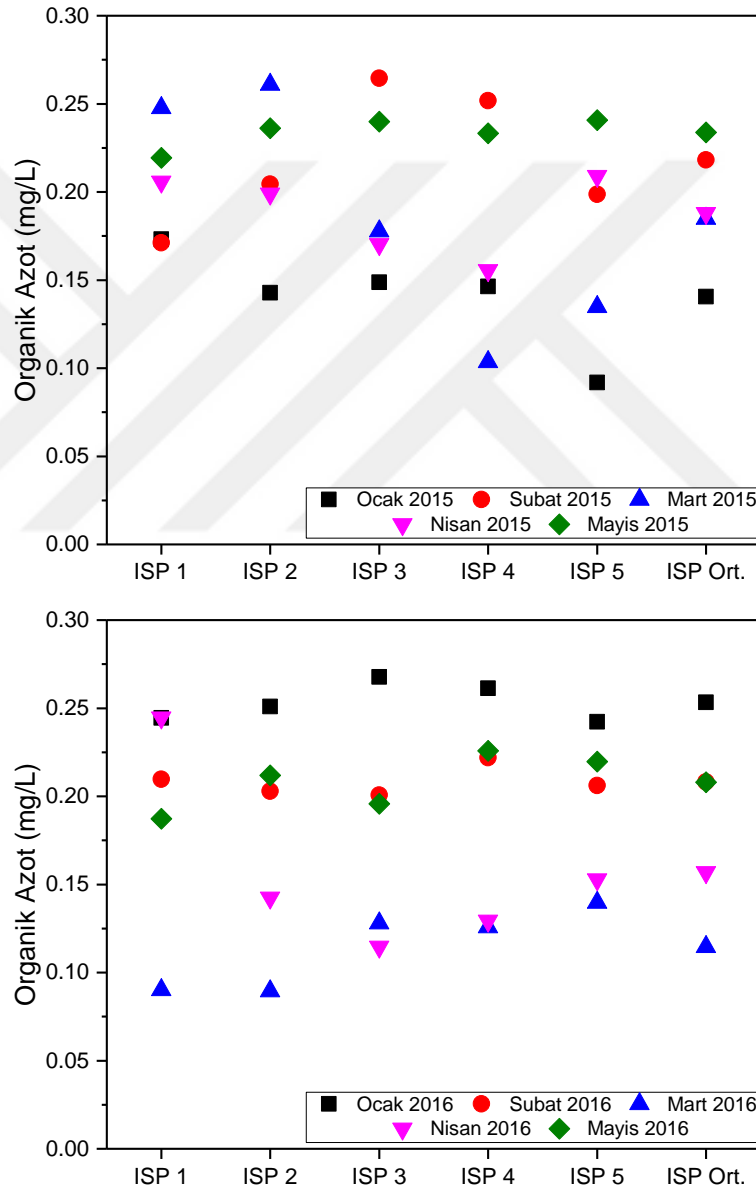 0.30
0.25
0.20
0.15
0.10
0.05
0.00
Organik Azot (mg/L)
Ocak 2015 Subat 2015 Mart 2015
Nisan 2015 Mayis 2015
ISP 1 ISP 2 ISP 3 ISP 4 ISP 5 ISP Ort.
0.30
0.25
0.20
0.15
0.10
0.05
0.00
Organik Azot (mg/L)
Ocak 2016 Subat 2016 Mart 2016
Nisan 2016 Mayis 2016
ISP 1 ISP 2 ISP 3 ISP 4 ISP 5 ISP Ort.